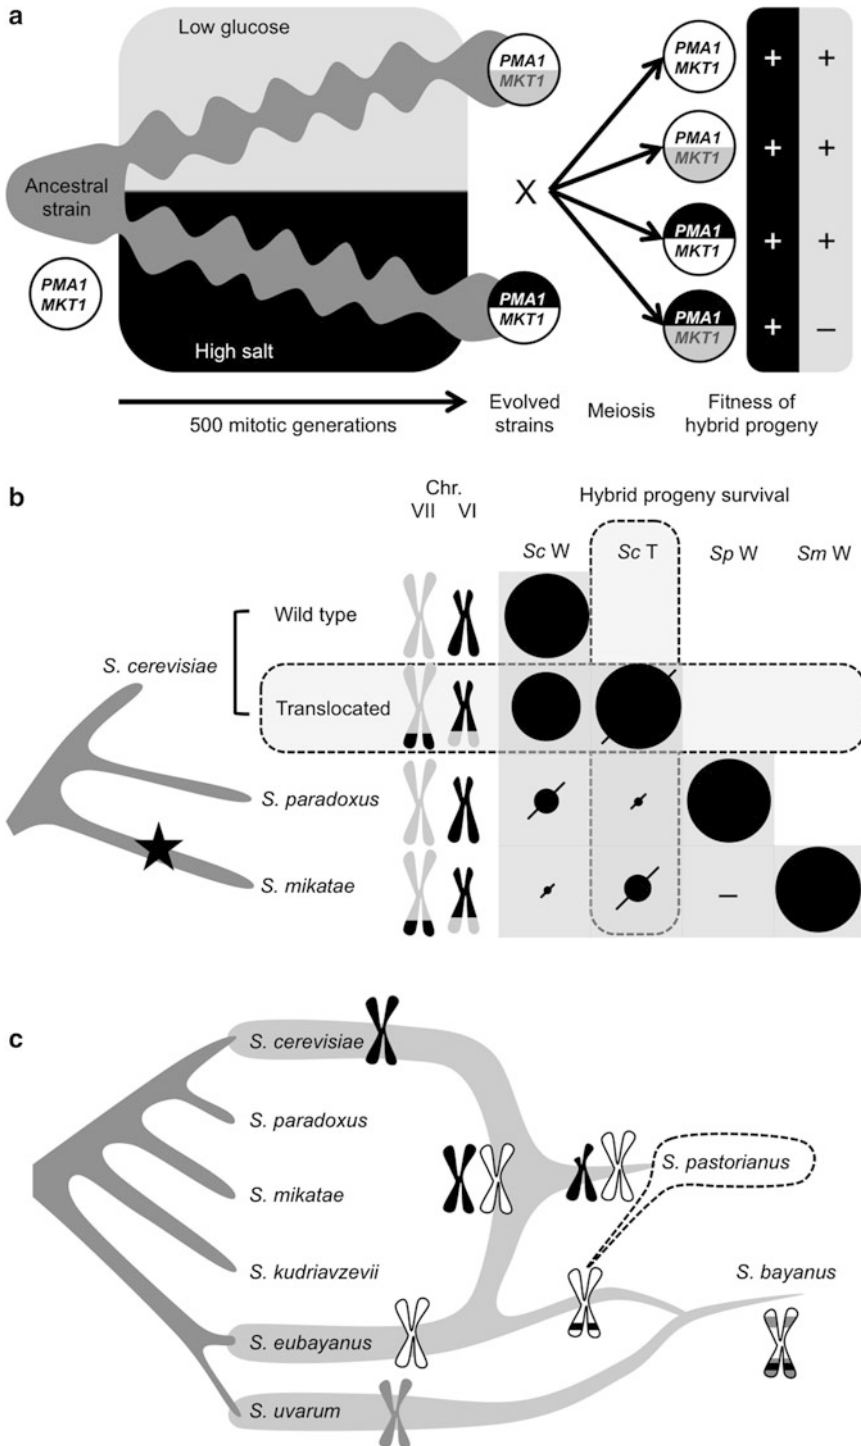 a
Low glucose
PMA1
MKT1
PMA1
MKT1
+
+
PMA1
MKT1
+
+
Ancestral
strain
X
PMA1
MKT1
+
+
PMA1
MKT1
PMA1
MKT1
PMA1
MKT1
+
–
High salt
500 mitotic generations
Evolved
strains
Meiosis
Fitness of
hybrid progeny
b
Chr.
VII
VI
Hybrid progeny survival
Sc W
Sc T
Sp W
Sm W
Wild type
S. cerevisiae
Translocated
S. paradoxus
S. mikatae
–
c
S. cerevisiae
S. paradoxus
S. pastorianus
S. mikatae
S. kudriavzevii
S. bayanus
S. eubayanus
S. uvarum